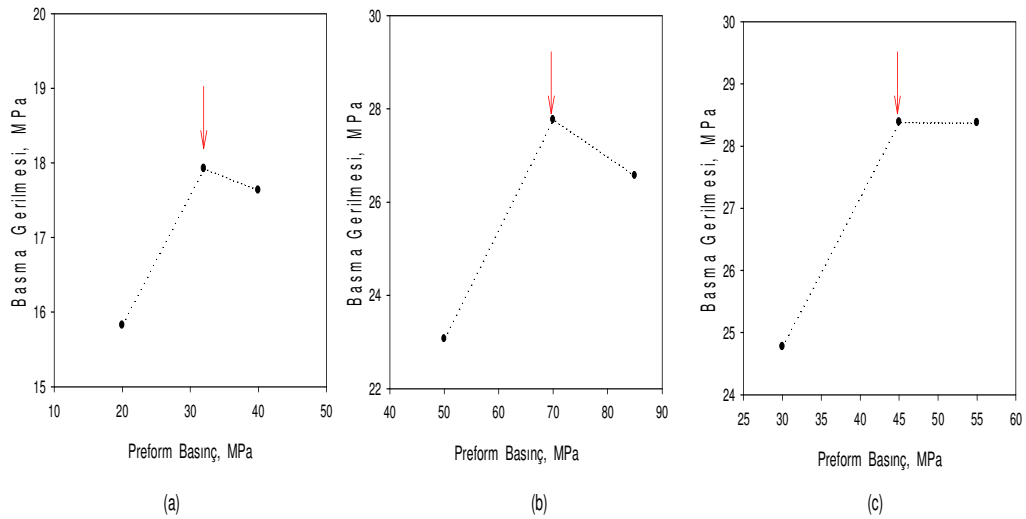 20
19
18
17
16
15
10 20 30 40 50
Basma Gerilmesi, MPa
Preform Basınç, MPa
(a)
30
28
26
24
22
40 50 60 70 80 90
Basma Gerilmesi, MPa
Preform Basınç, MPa
(b)
30
29
28
27
26
25
24
25 30 35 40 45 50 55 60
Basma Gerilmesi, MPa
Preform Basınç, MPa
(c)